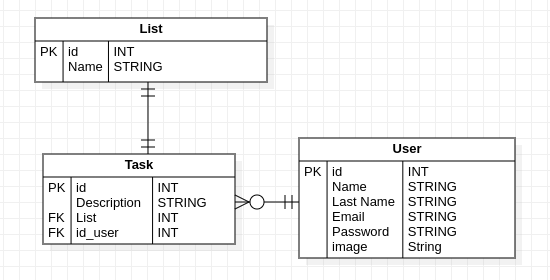 List
PK id INT
Name STRING
Task
PK id INT
Description STRING
FK List INT
FK id_user INT
User
PK id INT
Name STRING
Last Name STRING
Email STRING
Password STRING
image String